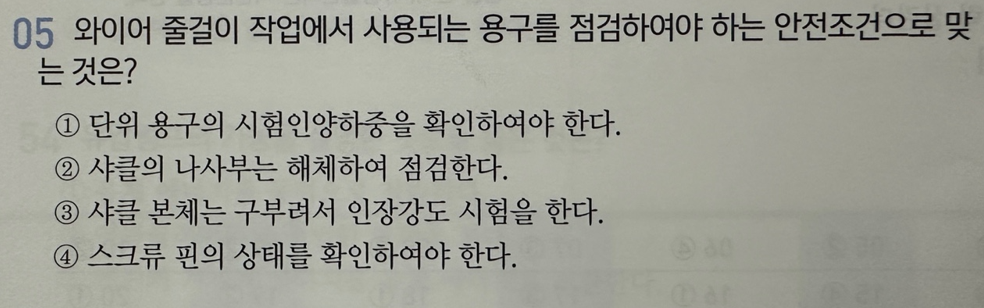 05 와이어 줄걸이 작업에서 사용되는 용구를 점검하여야 하는 안전조건으로 맞
는 것은?
① 단위 용구의 시험인양하중을 확인하여야 한다.
② 샤클의 나사부는 해체하여 점검한다.
③ 샤클 본체는 구부려서 인장강도 시험을 한다.
④ 스크류 핀의 상태를 확인하여야 한다.